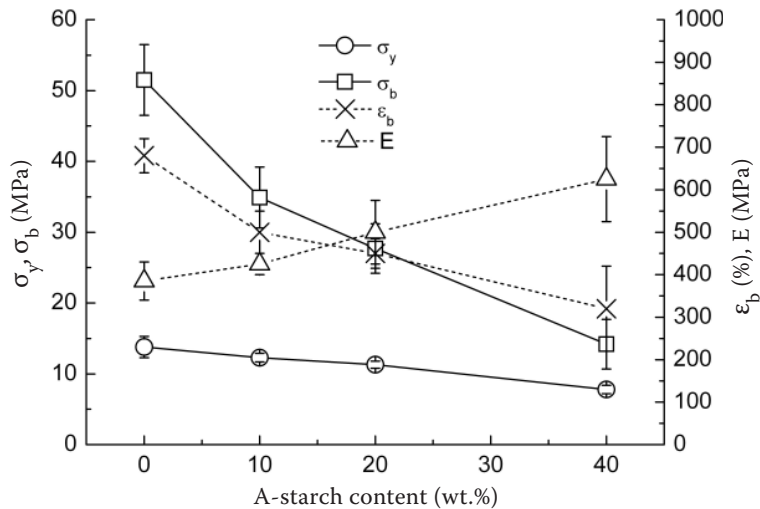 60
50
40
30
20
10
0
σy, σb (MPa)
σy
σb
εb
E
1000
900
800
700
600
500
400
300
200
100
0
εb (%), E (MPa)
0 10 20 30 40
A-starch content (wt.%)